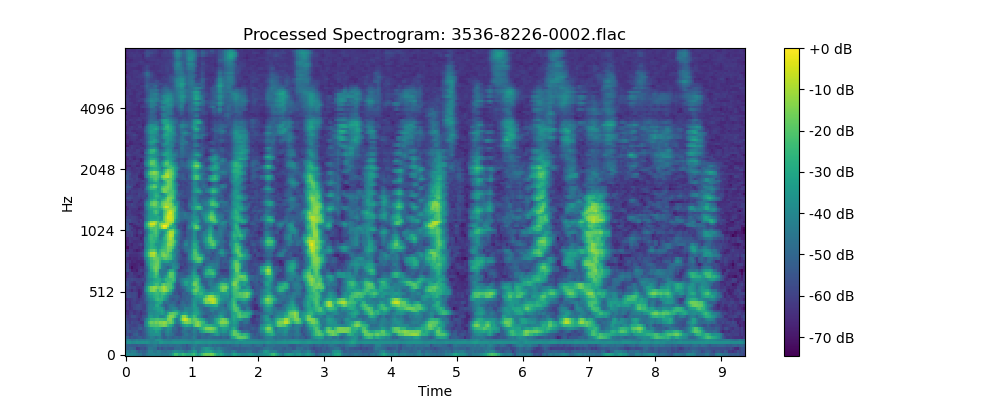 Processed Spectrogram: 3536-8226-0002.flac
Hz
4096
2048
1024
512
0
0 1 2 3 4 5 6 7 8 9
Time
+0 dB
-10 dB
-20 dB
-30 dB
-40 dB
-50 dB
-60 dB
-70 dB